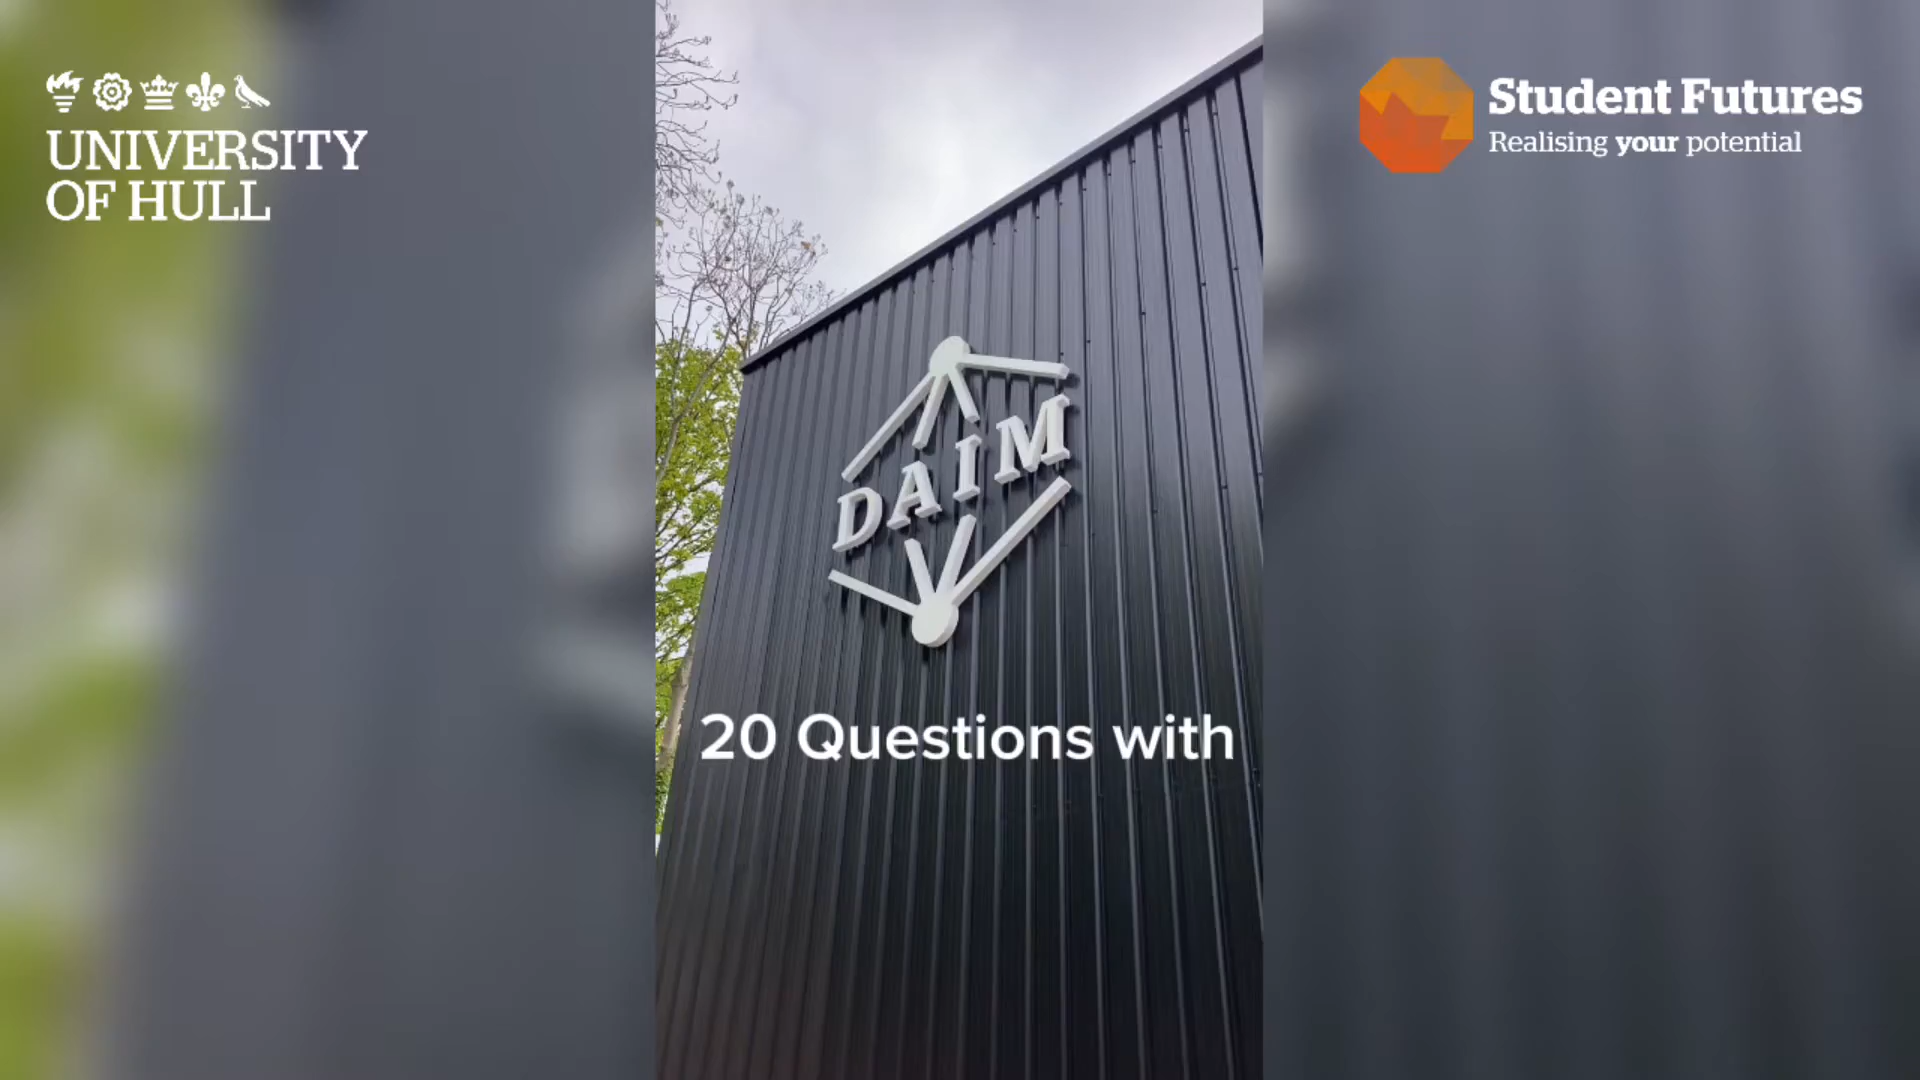 UNIVERSITY
OF HULL
Student Futures
Realising your potential
DAIM
20 Questions with